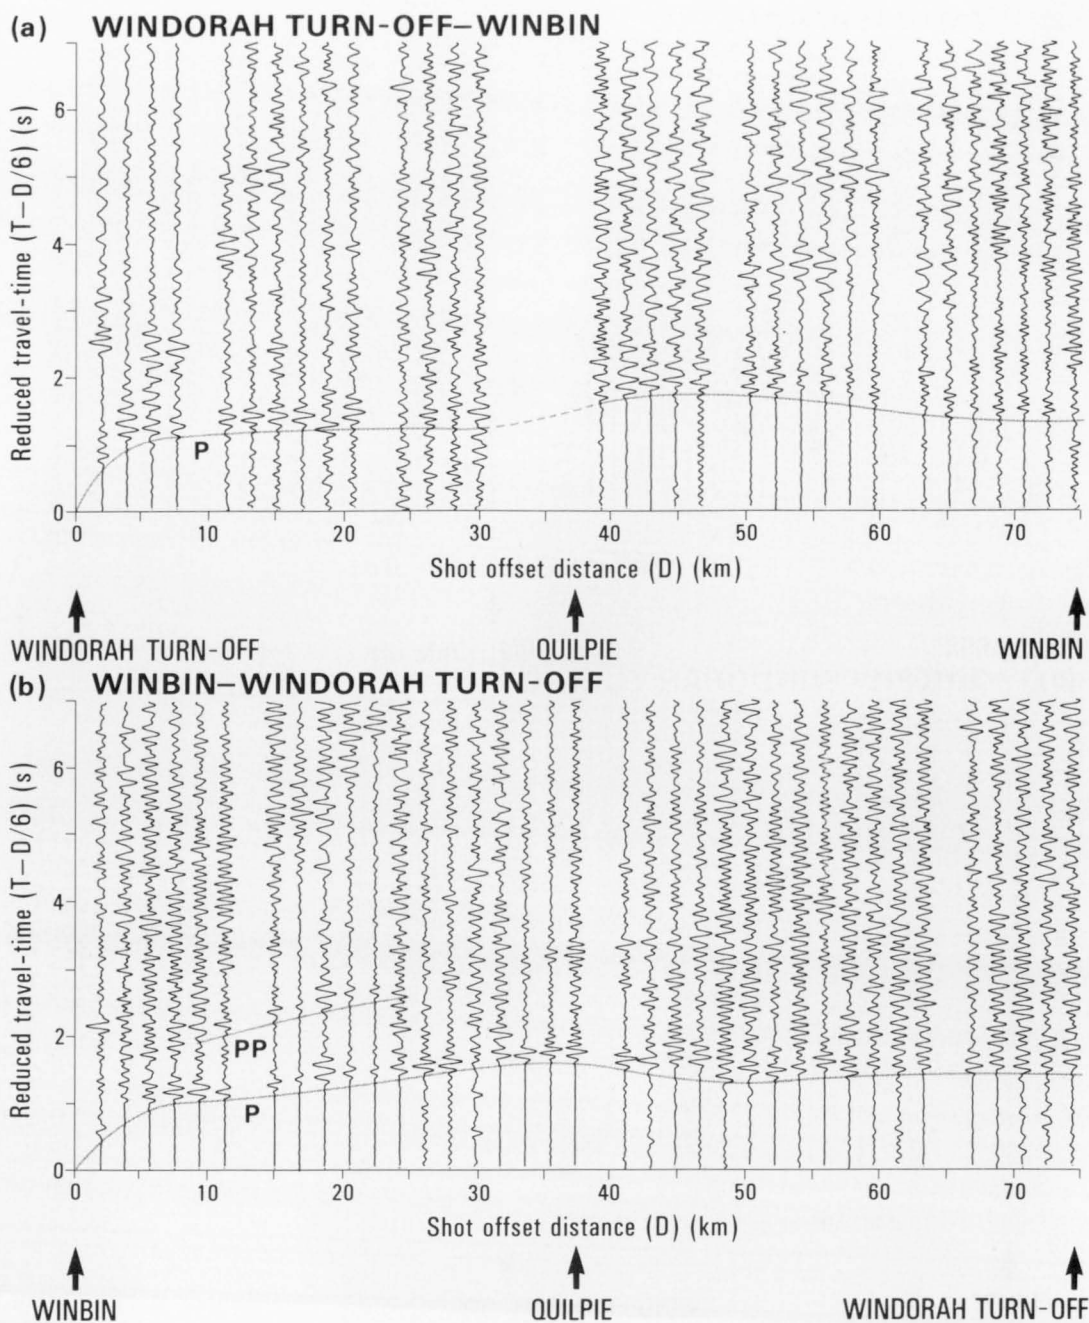 (a) WINDORAH TURN-OFF—WINBIN
Reduced travel-time (T—D/6) (s)
6
4
2
0
P
0 10 20 30 40 50 60 70
Shot offset distance (D) (km)
WINDORAH TURN-OFF QUILPIE WINBIN
(b) WINBIN—WINDORAH TURN-OFF
Reduced travel-time (T—D/6) (s)
6
4
2
0
PP
P
0 10 20 30 40 50 60 70
Shot offset distance (D) (km)
WINBIN QUILPIE WINDORAH TURN-OFF